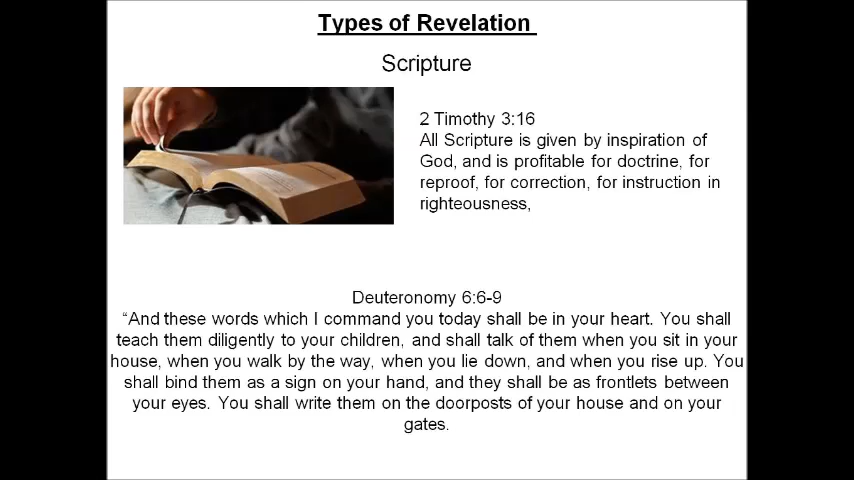 Types of Revelation
Scripture
2 Timothy 3:16
All Scripture is given by inspiration of
God, and is profitable for doctrine, for
reproof, for correction, for instruction in
righteousness,
Deuteronomy 6:6-9
“And these words which I command you today shall be in your heart. You shall
teach them diligently to your children, and shall talk of them when you sit in your
house, when you walk by the way, when you lie down, and when you rise up. You
shall bind them as a sign on your hand, and they shall be as frontlets between
your eyes. You shall write them on the doorposts of your house and on your
gates.